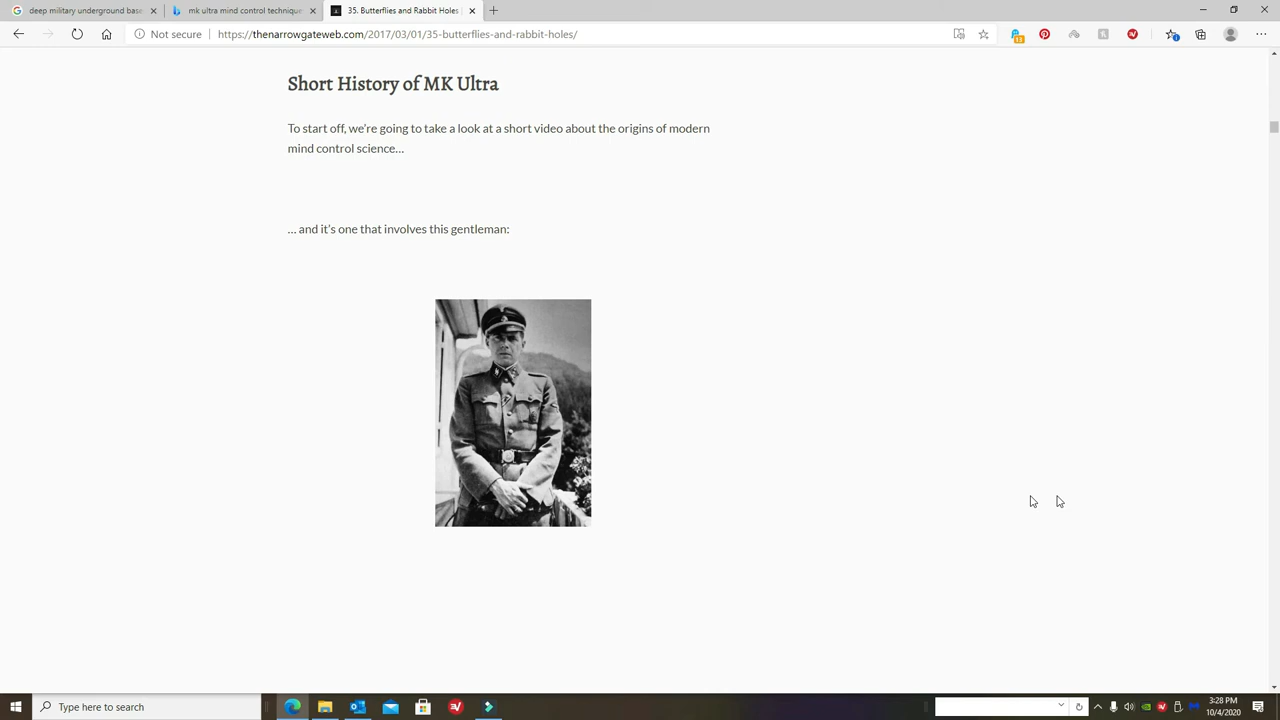 deep military underground base
mk ultra mind control technique
35. Butterflies and Rabbit Holes
Not secure
https://thenarrowgateweb.com/2017/03/01/35-butterflies-and-rabbit-holes/
13
Short History of MK Ultra
To start off, we're going to take a look at a short video about the origins of modern
mind control science…
… and it's one that involves this gentleman:
Type here to search
3:28 PM
10/4/2020